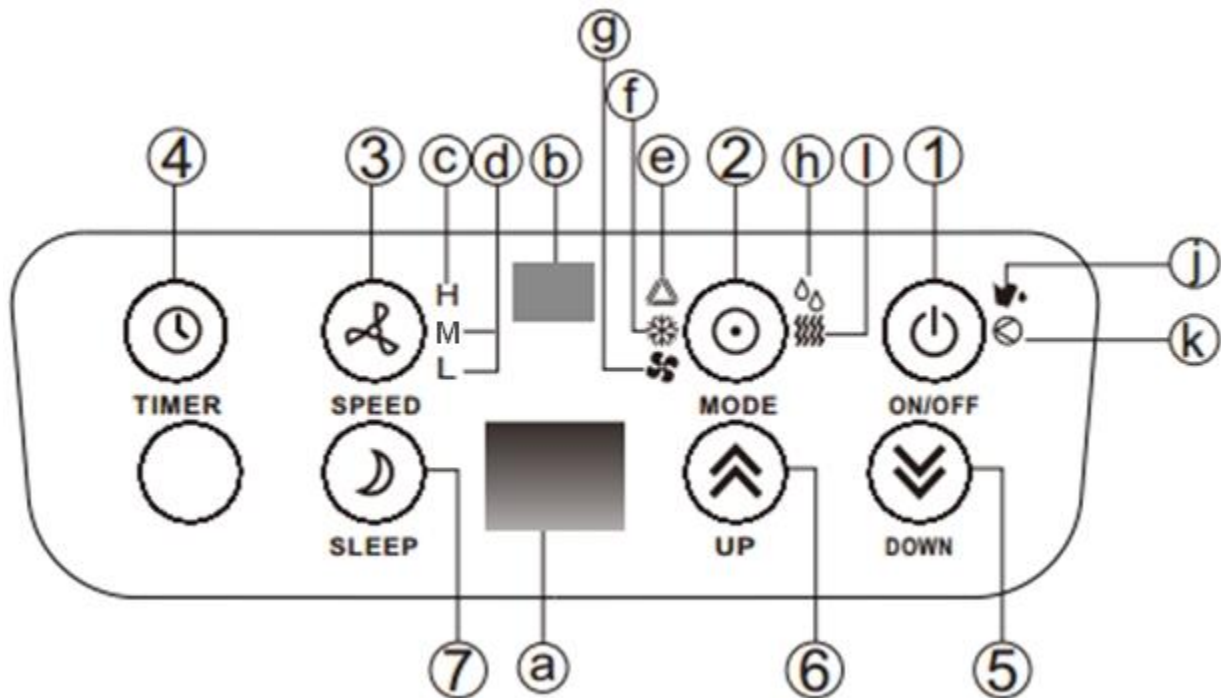 g
f
4 3 c d b e 2 h l 1
j
H
M
L
k
TIMER SPEED MODE ON/OFF
SLEEP UP DOWN
7 a 6 5